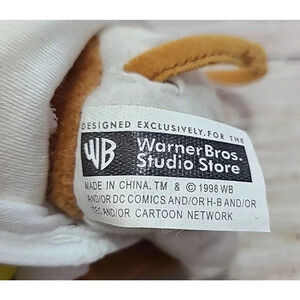 DESIGNED EXCLUSIVELY FOR THE
WB Warner Bros.
Studio Store
MADE IN CHINA. TM & © 1998 WB
AND/OR DC COMICS AND/OR H-B AND/OR
TEC AND/OR CARTOON NETWORK